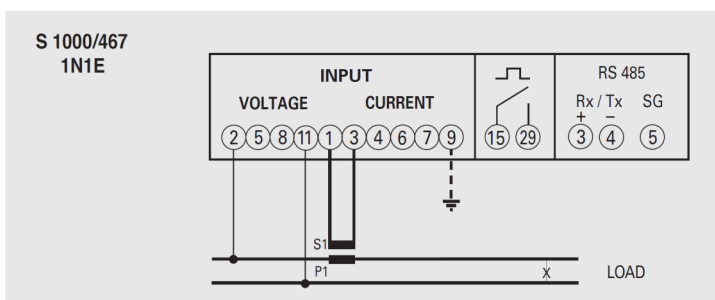 S 1000/467
1N1E
INPUT
VOLTAGE CURRENT
2 5 8 11 1 3 4 6 7 9
15 29
RS 485
Rx / Tx SG
+ –
3 4 5
S1
P1
X LOAD